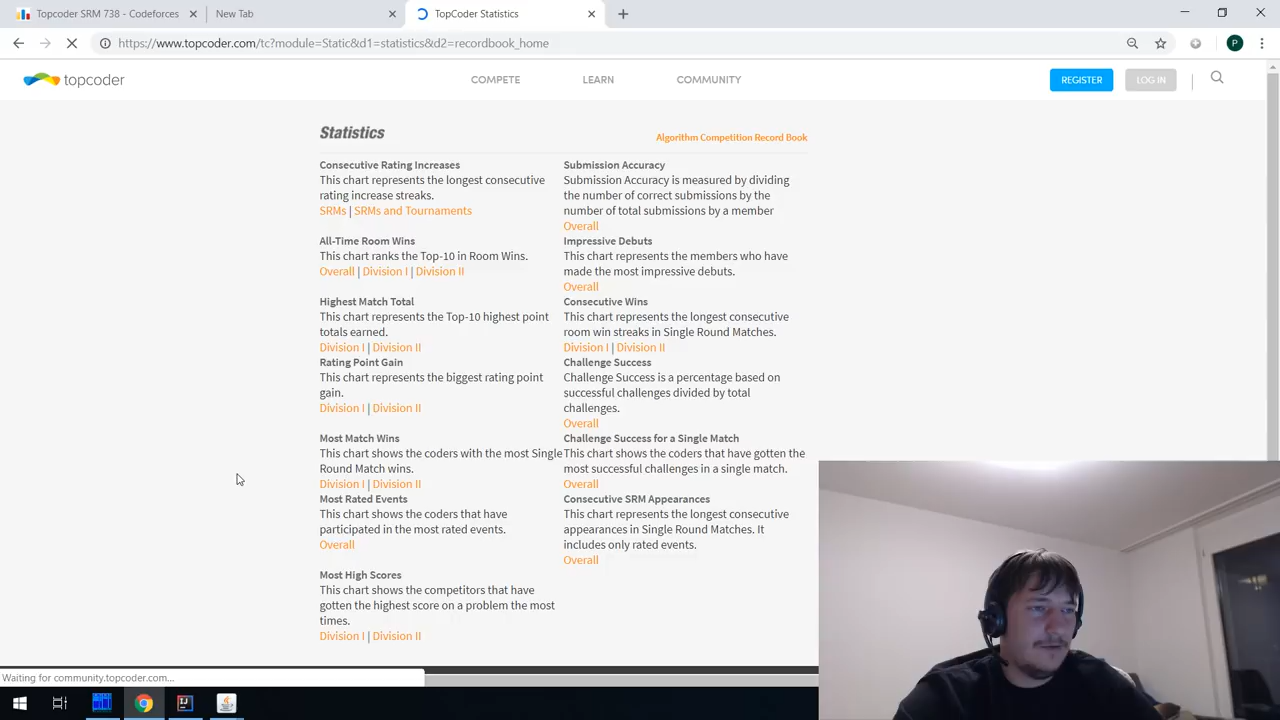 Topcoder SRM 738 - Codeforces
New Tab
TopCoder Statistics
https://www.topcoder.com/tc?module=Static&d1=statistics&d2=recordbook_home
P
topcoder
COMPETE
LEARN
COMMUNITY
REGISTER
LOG IN
Statistics
Algorithm Competition Record Book
Consecutive Rating Increases
This chart represents the longest consecutive
rating increase streaks.
SRMs | SRMs and Tournaments
All-Time Room Wins
This chart ranks the Top-10 in Room Wins.
Overall | Division I | Division II
Highest Match Total
This chart represents the Top-10 highest point
totals earned.
Division I | Division II
Rating Point Gain
This chart represents the biggest rating point
gain.
Division I | Division II
Most Match Wins
This chart shows the coders with the most Single
Round Match wins.
Division I | Division II
Most Rated Events
This chart shows the coders that have
participated in the most rated events.
Overall
Most High Scores
This chart shows the competitors that have
gotten the highest score on a problem the most
times.
Division I | Division II
Submission Accuracy
Submission Accuracy is measured by dividing
the number of correct submissions by the
number of total submissions by a member
Overall
Impressive Debuts
This chart represents the members who have
made the most impressive debuts.
Overall
Consecutive Wins
This chart represents the longest consecutive
room win streaks in Single Round Matches.
Division I | Division II
Challenge Success
Challenge Success is a percentage based on
successful challenges divided by total
challenges.
Overall
Challenge Success for a Single Match
This chart shows the coders that have gotten the
most successful challenges in a single match.
Overall
Consecutive SRM Appearances
This chart represents the longest consecutive
appearances in Single Round Matches. It
includes only rated events.
Overall
Waiting for community.topcoder.com...